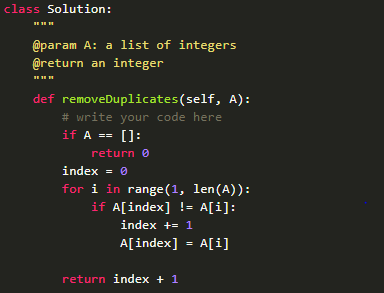 class Solution:
    """
    @param A: a list of integers
    @return an integer
    """
    def removeDuplicates(self, A):
        # write your code here
        if A == []:
            return 0
        index = 0
        for i in range(1, len(A)):
            if A[index] != A[i]:
                index += 1
                A[index] = A[i]

        return index + 1